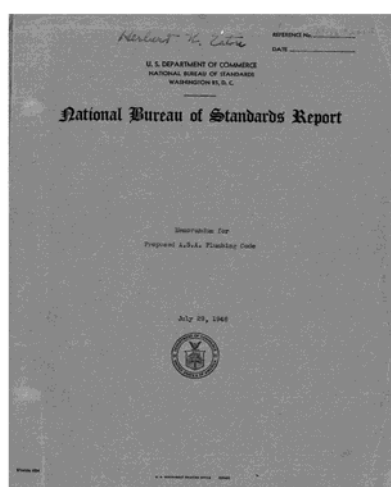 Herbert N. Eaton
REFERENCE No.
DATE
U. S. DEPARTMENT OF COMMERCE
NATIONAL BUREAU OF STANDARDS
WASHINGTON 25, D. C.
National Bureau of Standards Report
Memorandum for
Proposed A.S.A. Plumbing Code
July 29, 1948